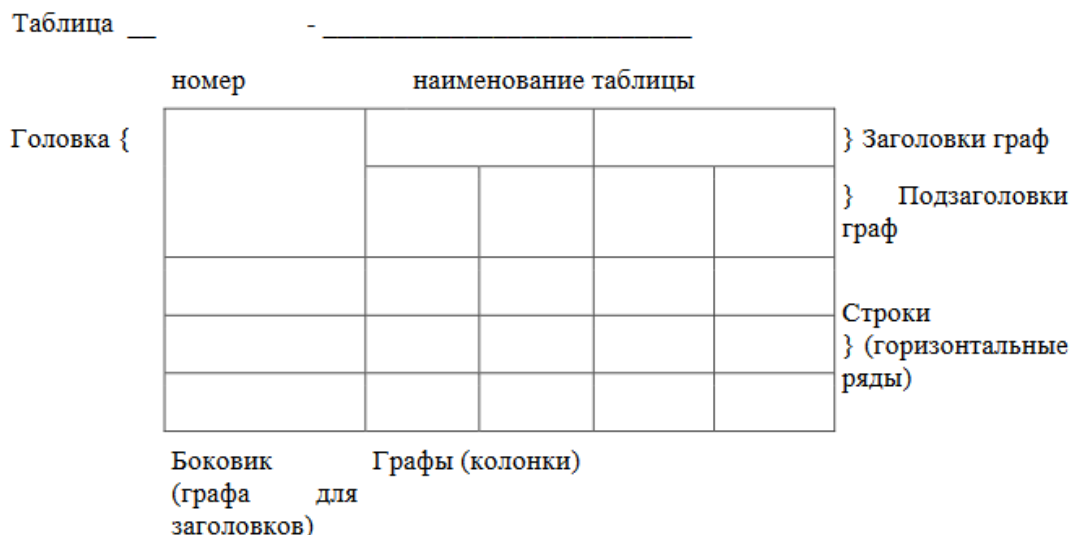 Таблица __ - __________________________
номер наименование таблицы
Головка {
} Заголовки граф
} Подзаголовки
граф
Строки
} (горизонтальные
ряды)
Боковик Графы (колонки)
(графа для
заголовков)